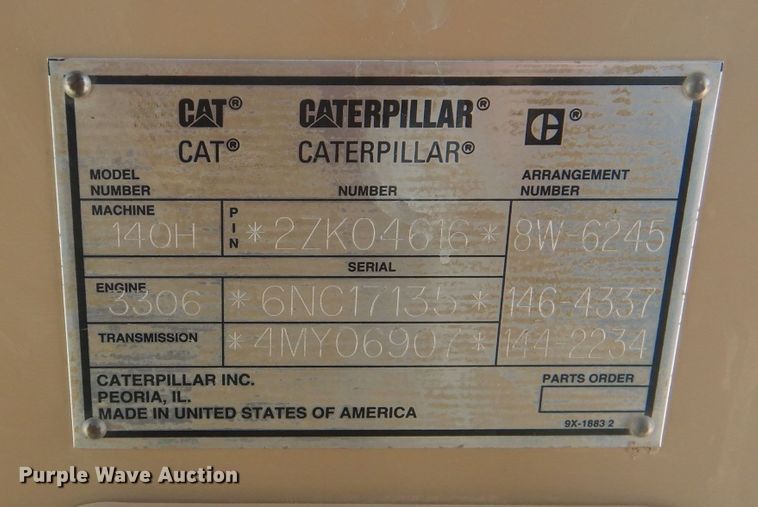 CAT® CATERPILLAR® C®
CAT® CATERPILLAR®
MODEL NUMBER NUMBER ARRANGEMENT NUMBER
MACHINE 140H PIN *2ZK04616* 8W-6245
SERIAL
ENGINE 3306 *6NC17135* 146-4337
TRANSMISSION *4MY06907* 144-2234
CATERPILLAR INC. PARTS ORDER
PEORIA, IL.
MADE IN UNITED STATES OF AMERICA
9X-1883 2
Purple Wave Auction